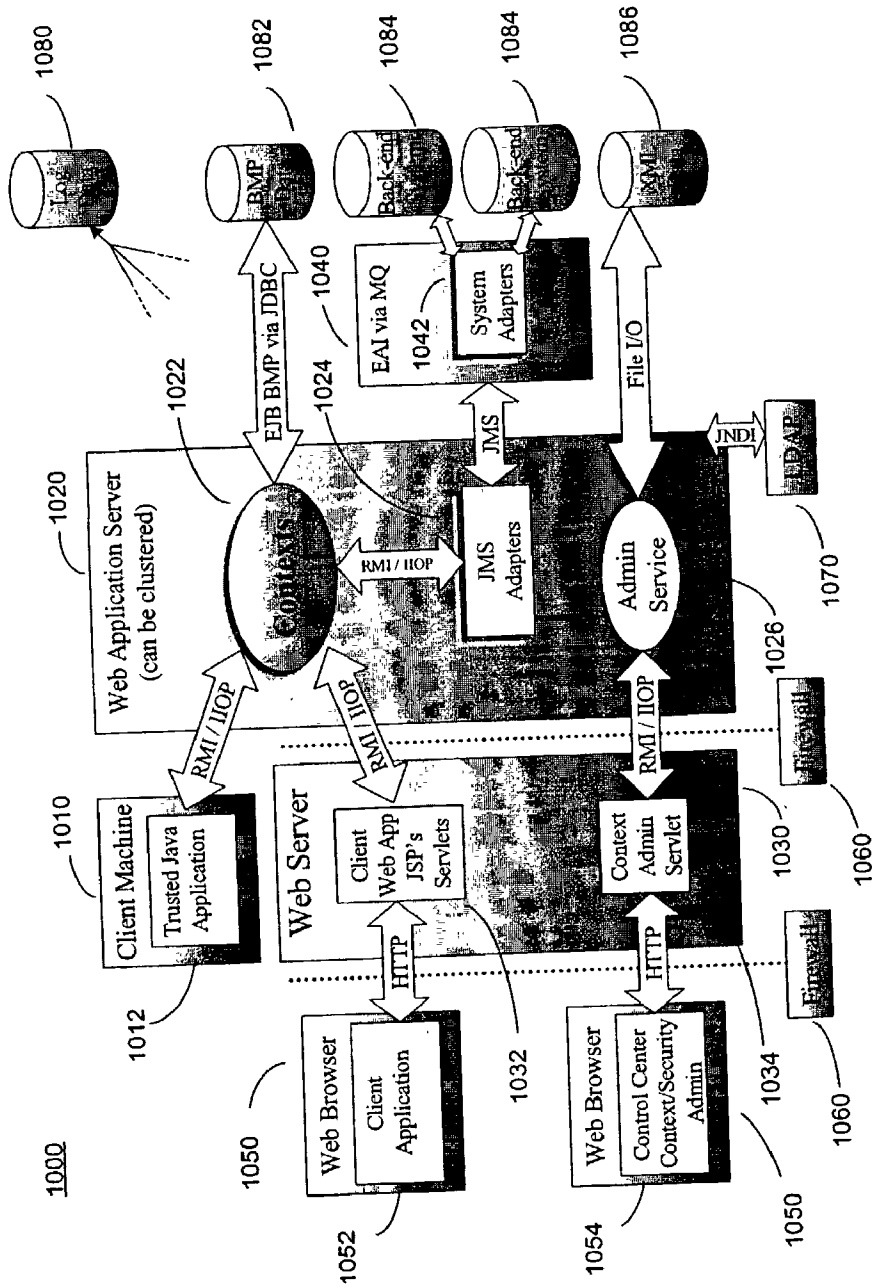 1000
1080
1082
1084
1084
1086
Log
BMP
Back-end
Back-end
XML
EJB BMP via JDBC
1040
EAI via MQ
1042
System
Adapters
File I/O
JMS
JNDI
LDAP
1070
1020
1022
1024
1026
Web Application Server
(can be clustered)
Contexts
RMI / IIOP
JMS
Adapters
Admin
Service
RMI / IIOP
RMI / IIOP
RMI / IIOP
1010
Client Machine
Trusted Java
Application
1012
Web Server
Client
Web App
JSP's
Servlets
Context
Admin
Servlet
1030
Firewall
1060
HTTP
HTTP
1032
1034
Firewall
1060
1050
Web Browser
Client
Application
1052
Web Browser
Control Center
Context/Security
Admin
1054
1050